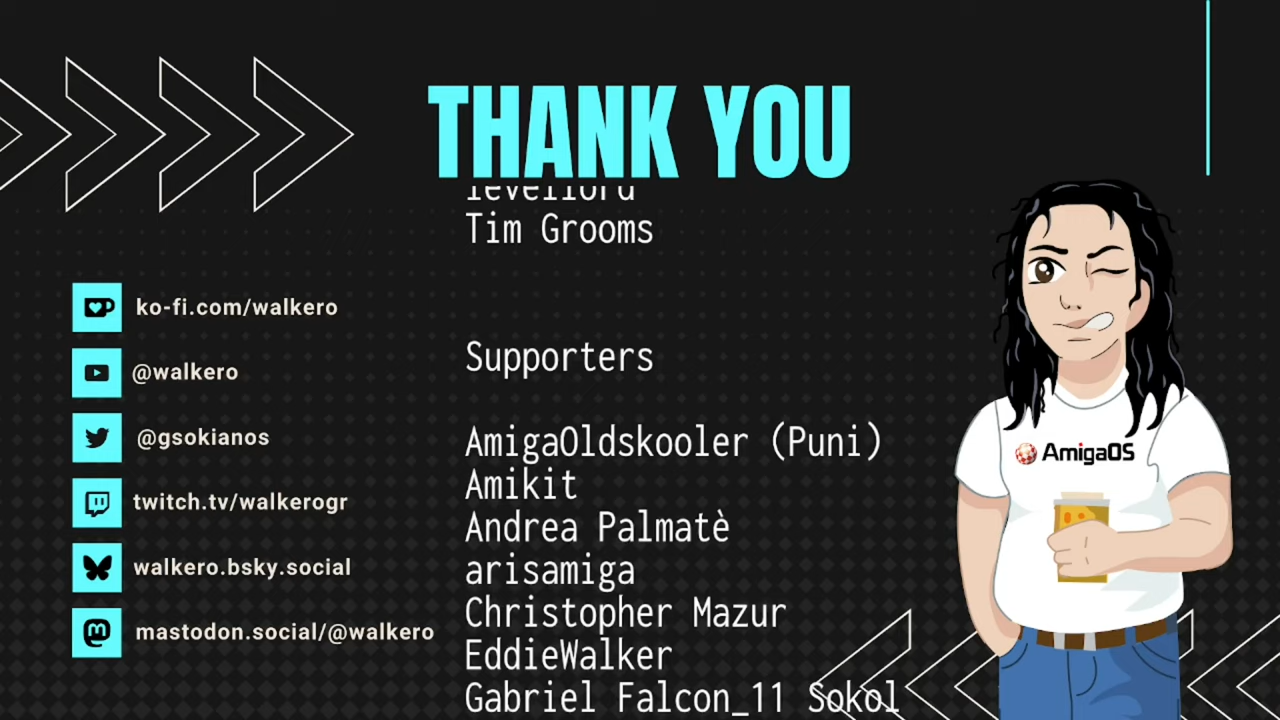 THANK YOU
Tim Grooms
Supporters
AmigaOldskooler (Puni)
Amikit
Andrea Palmatè
arisamiga
Christopher Mazur
EddieWalker
Gabriel Falcon_11 Sokol
ko-fi.com/walkero
@walkero
@gsokianos
twitch.tv/walkerogr
walkero.bsky.social
mastodon.social/@walkero
AmigaOS